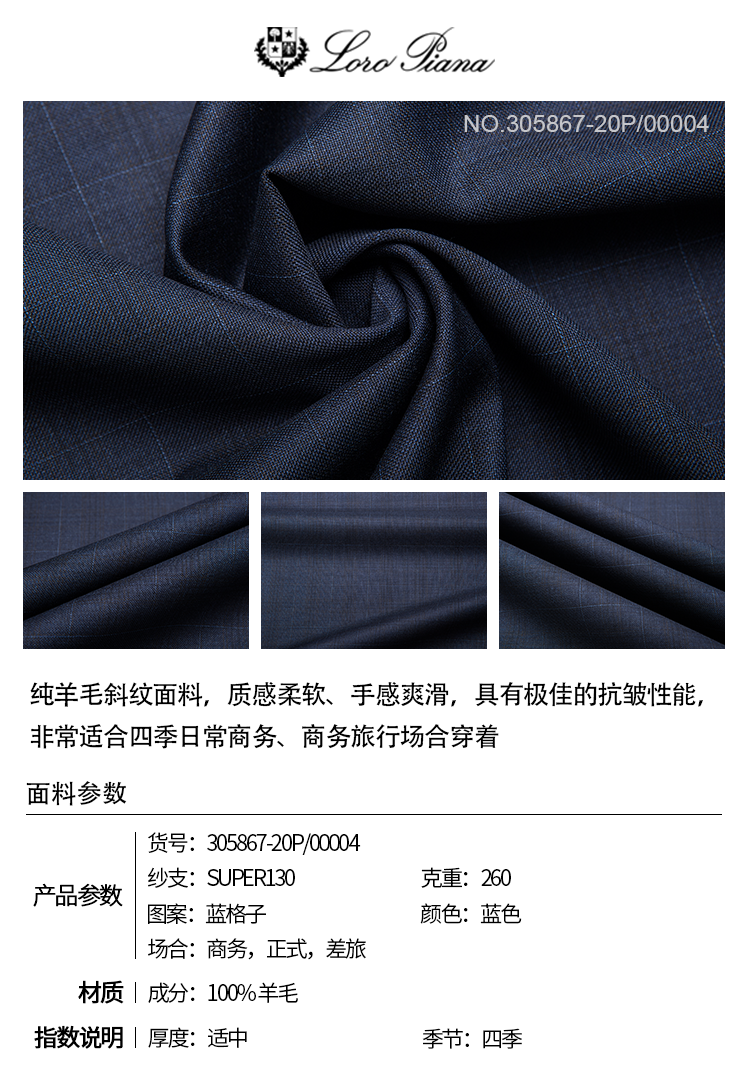 Loro Piana
NO.305867-20P/00004
纯羊毛斜纹面料，质感柔软、手感爽滑，具有极佳的抗皱性能，
非常适合四季日常商务、商务旅行场合穿着
面料参数
产品参数
货号：305867-20P/00004
纱支：SUPER130 克重：260
图案：蓝格子 颜色：蓝色
场合：商务，正式，差旅
材质 成分：100%羊毛
指数说明 厚度：适中 季节：四季